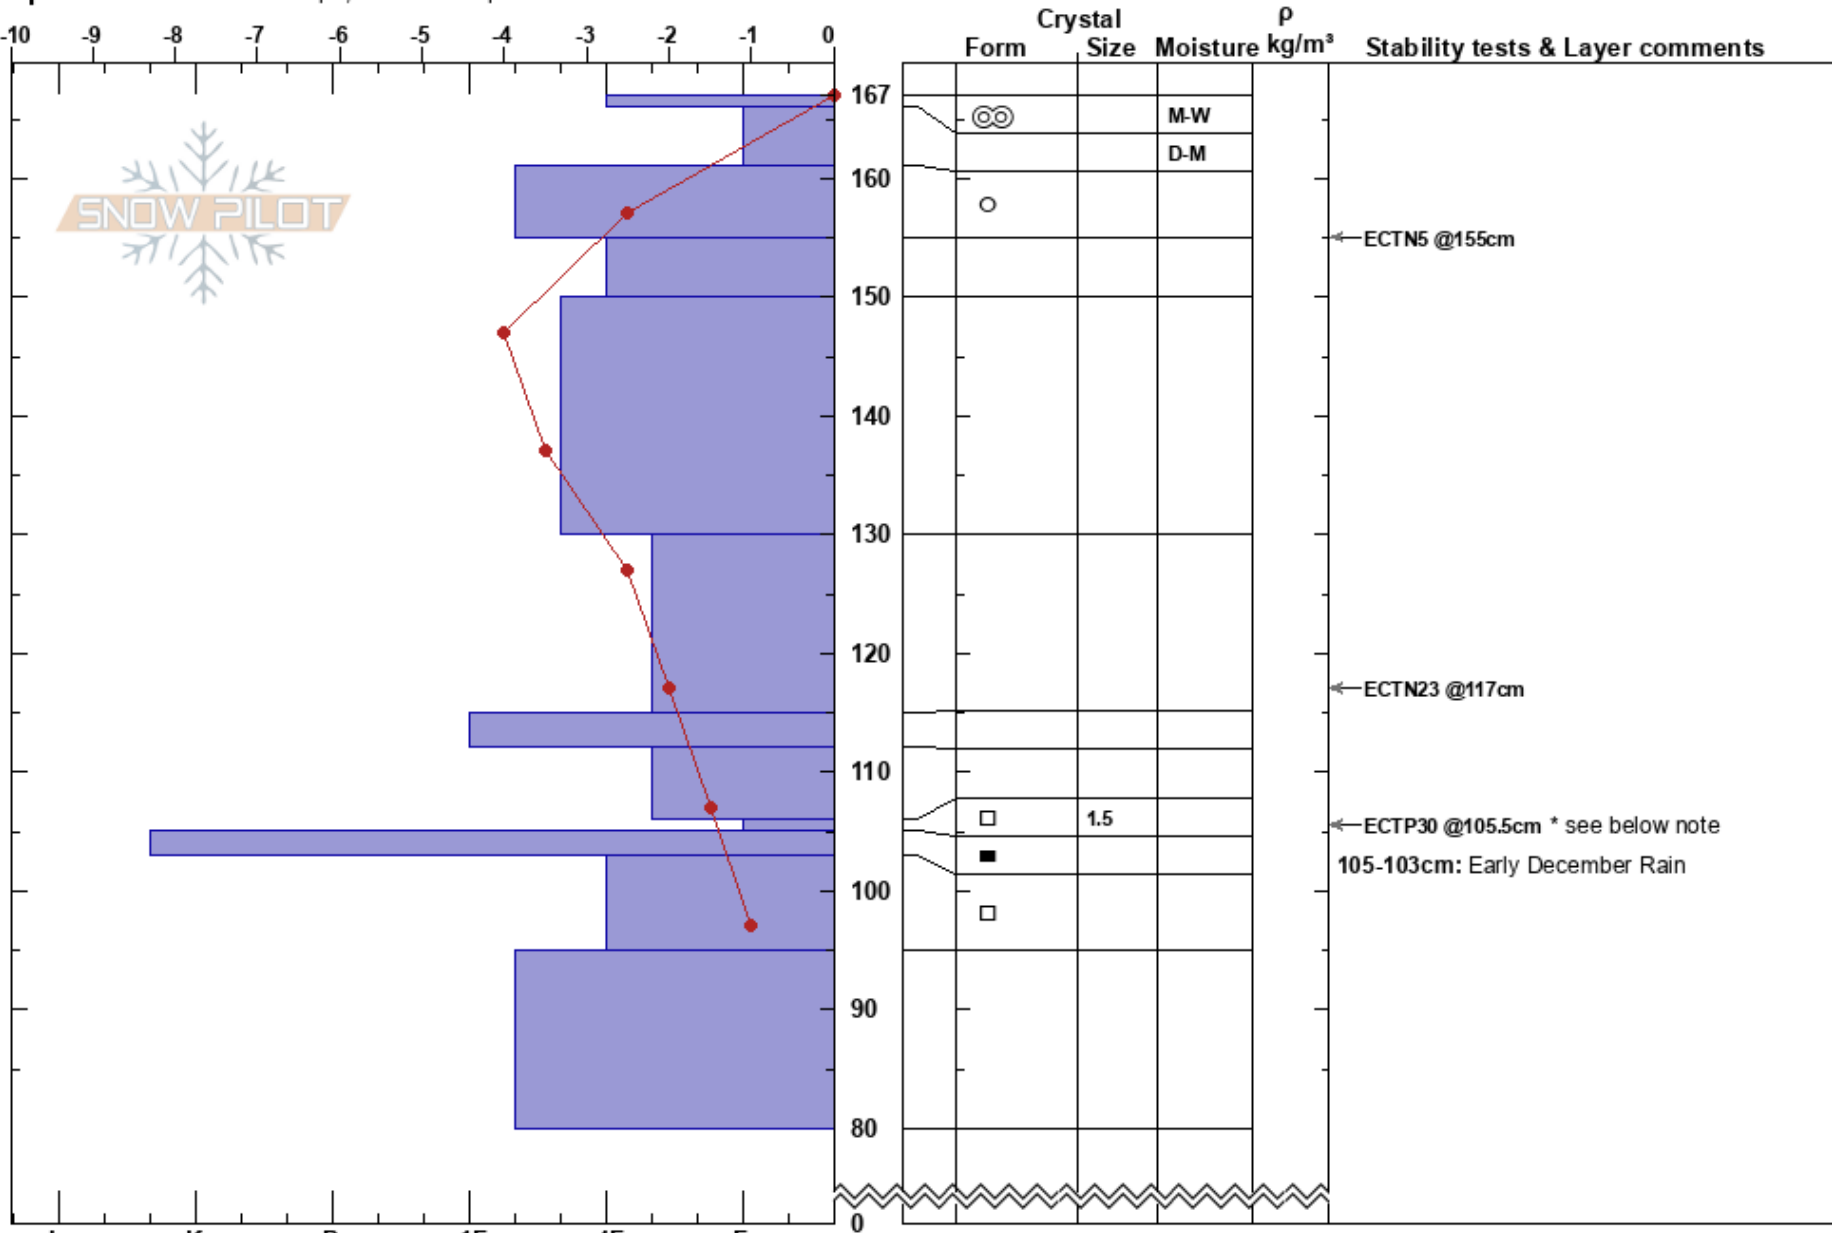 Crystal ρ
-10 -9 -8 -7 -6 -5 -4 -3 -2 -1 0
Form Size Moisture kg/m³ Stability tests & Layer comments
167
M-W
D-M
SNOW PILOT
160
ECTN5 @155cm
150
140
130
120
ECTN23 @117cm
110
1.5
ECTP30 @105.5cm * see below note
105-103cm: Early December Rain
100
90
80
0